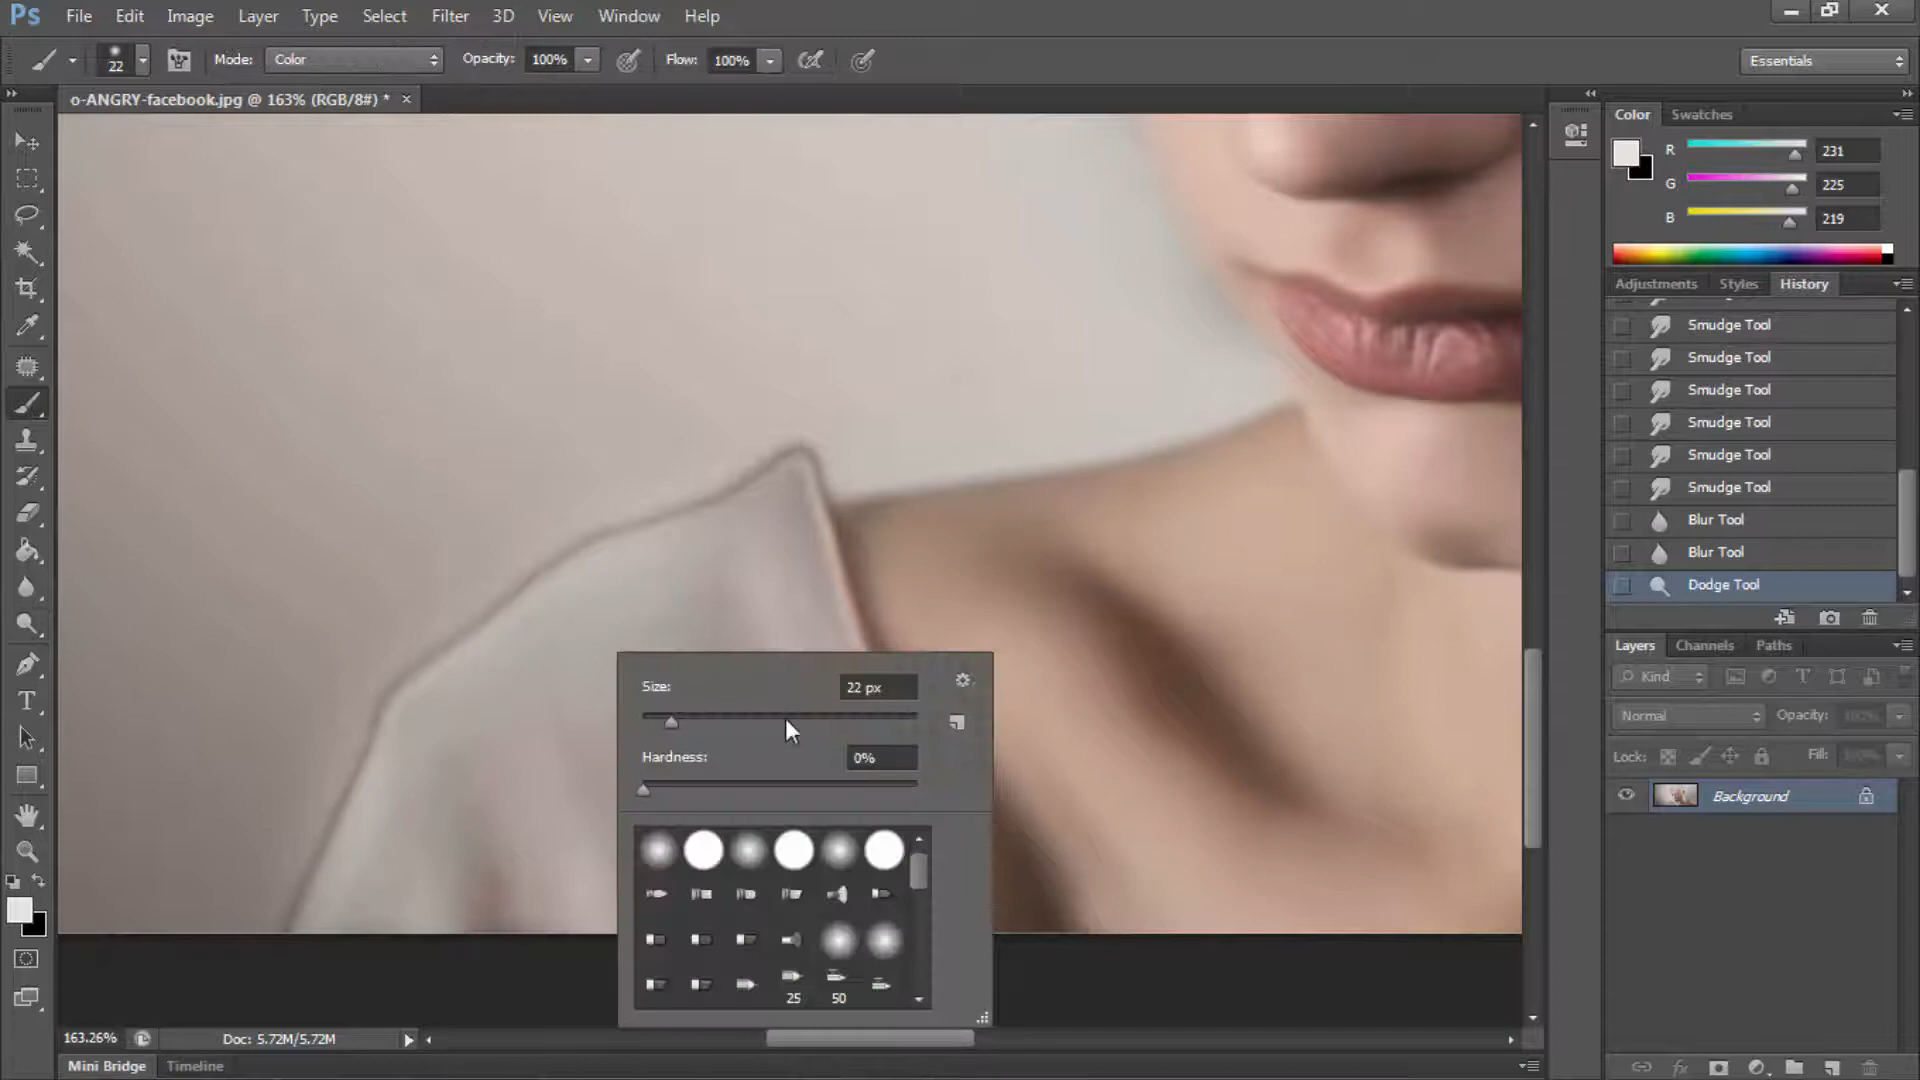 Ps File Edit Image Layer Type Select Filter 3D View Window Help
22 Mode: Color Opacity: 100% Flow: 100% Essentials
o-ANGRY-facebook.jpg @ 163% (RGB/8#) * ×
Color Swatches
R 231
G 225
B 219
Adjustments Styles History
Smudge Tool
Smudge Tool
Smudge Tool
Smudge Tool
Smudge Tool
Smudge Tool
Blur Tool
Blur Tool
Dodge Tool
Layers Channels Paths
Kind
Normal Opacity: 100%
Lock: Fill: 100%
Background
Size: 22 px
Hardness: 0%
25 50
163.26% Doc: 5.72M/5.72M
Mini Bridge Timeline